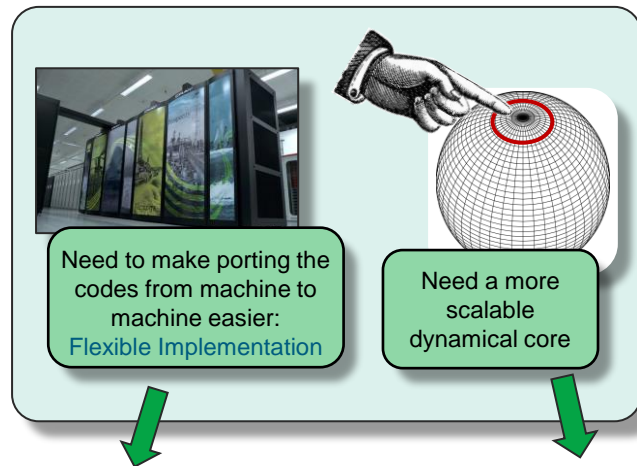 Need to make porting the
codes from machine to
machine easier:
Flexible Implementation
Need a more
scalable
dynamical core